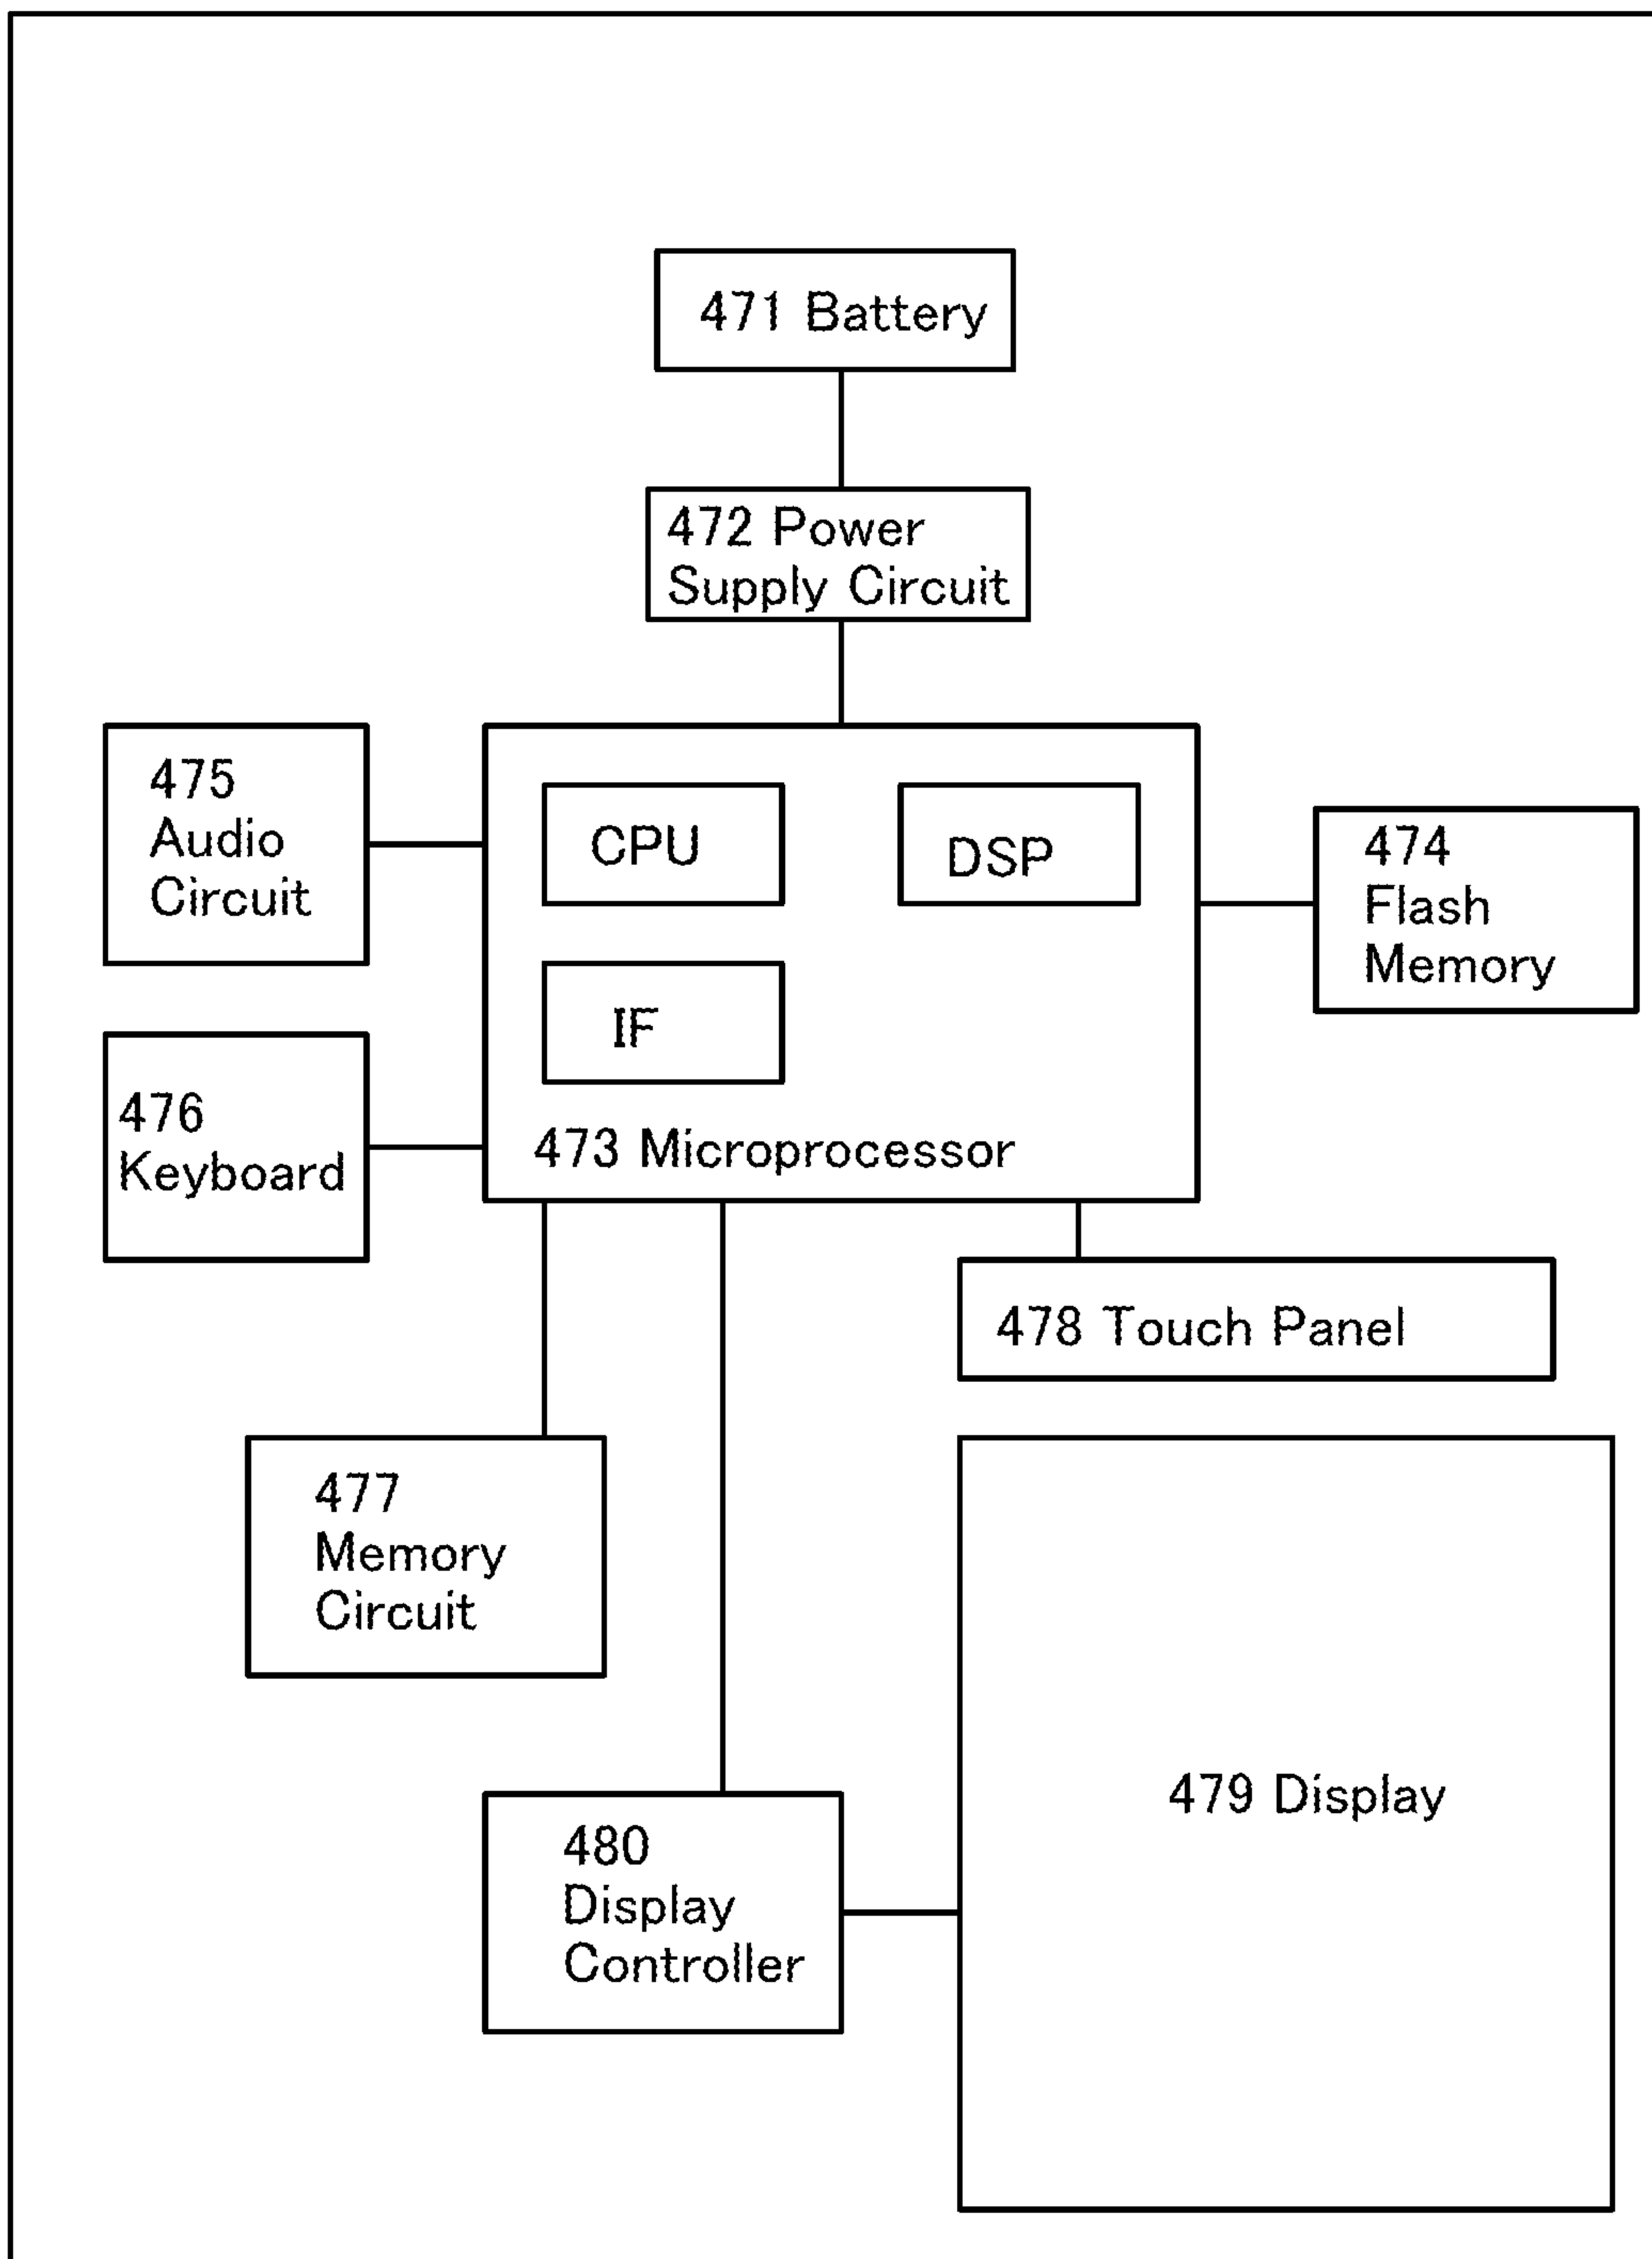 471 Battery
472 Power
Supply Circuit
475
Audio
Circuit
CPU
DSP
474
Flash
Memory
IF
476
Keyboard
473 Microprocessor
478 Touch Panel
477
Memory
Circuit
479 Display
480
Display
Controller